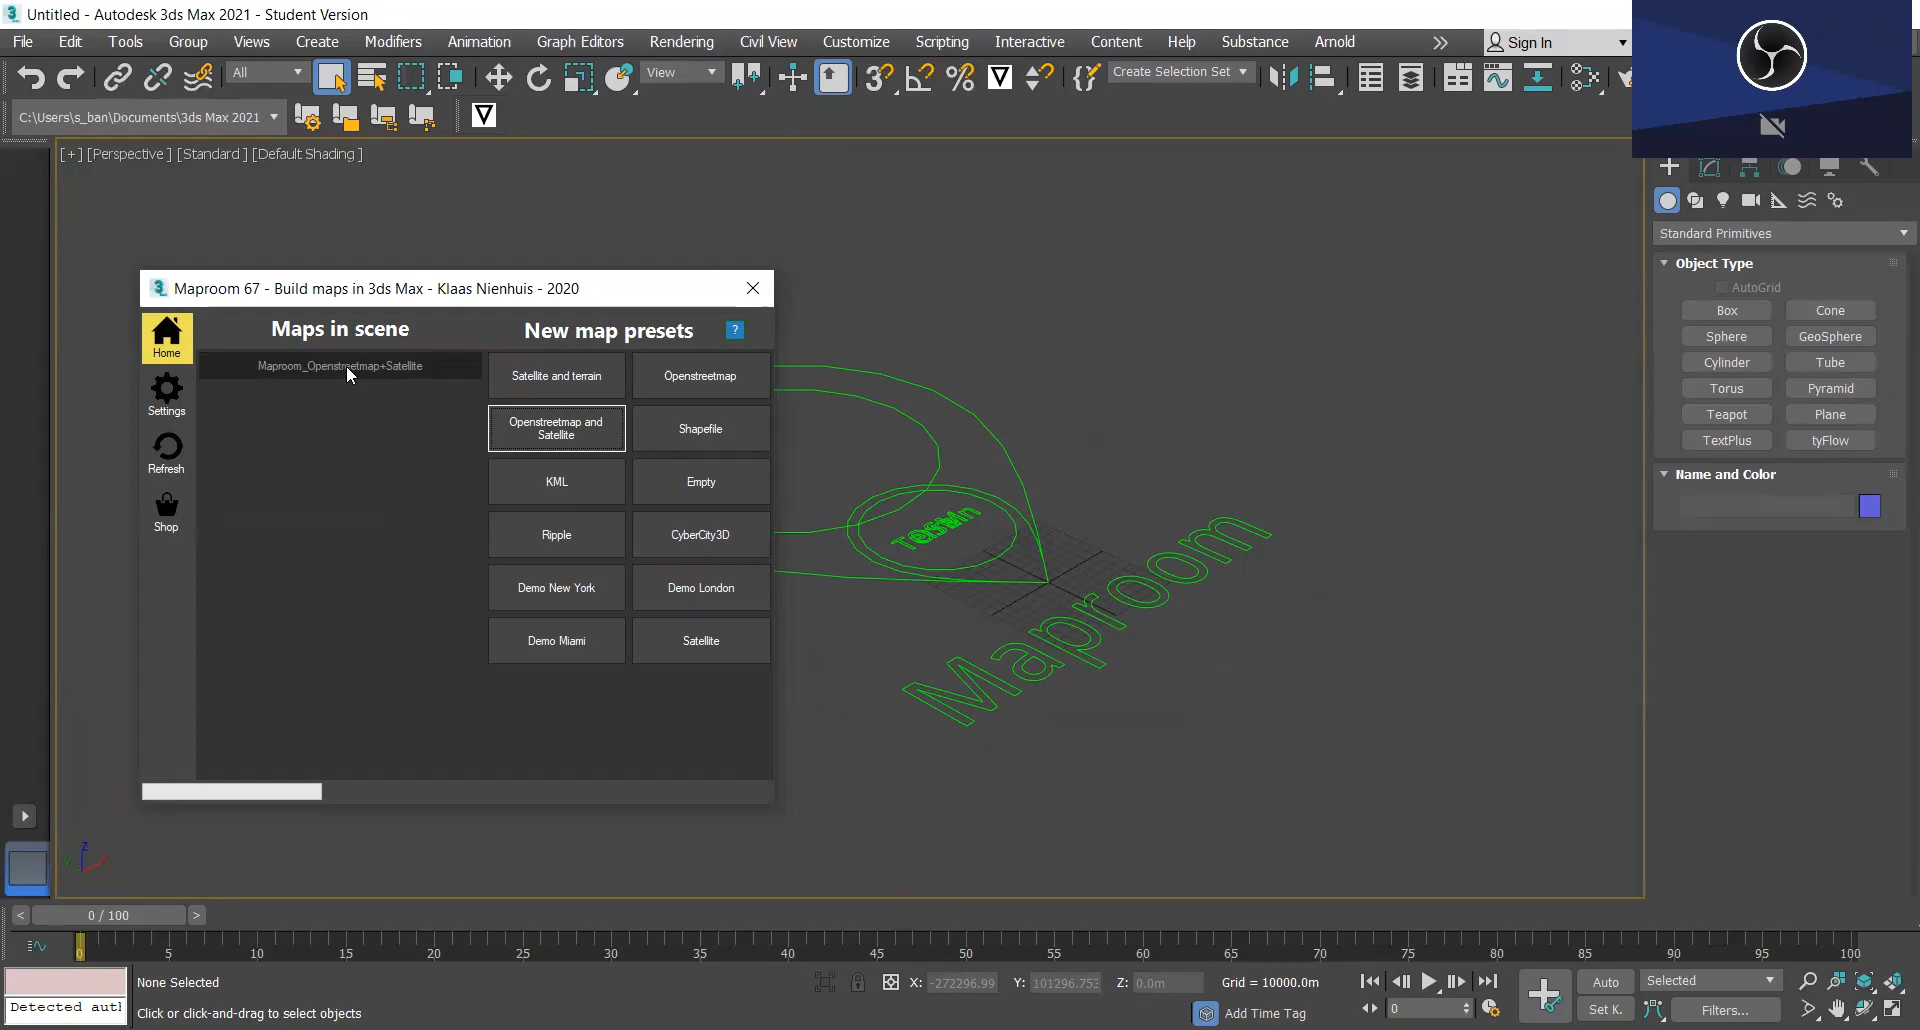 Untitled - Autodesk 3ds Max 2021 - Student Version
File Edit Tools Group Views Create Modifiers Animation Graph Editors Rendering Civil View Customize Scripting Interactive Content Help Substance Arnold
Sign In
All
View
Create Selection Set
C:\Users\s_ban\Documents\3ds Max 2021
[+] [Perspective] [Standard] [Default Shading]
Standard Primitives
Object Type
AutoGrid
Box Cone
Sphere GeoSphere
Cylinder Tube
Torus Pyramid
Teapot Plane
TextPlus tyFlow
Name and Color
Maproom 67 - Build maps in 3ds Max - Klaas Nienhuis - 2020
Home
Settings
Refresh
Shop
Maps in scene
Maproom_Openstreetmap+Satellite
New map presets ?
Satellite and terrain Openstreetmap
Openstreetmap and
Satellite
Shapefile
KML Empty
Ripple CyberCity3D
Demo New York Demo London
Demo Miami Satellite
Maproom
z
< 0 / 100 >
0 5 10 15 20 25 30 35 40 45 50 55 60 65 70 75 80 85 90 95 100
None Selected
X: -272296.99 Y: 101296.753 Z: 0.0m Grid = 10000.0m
Auto Selected
Detected auth
Click or click-and-drag to select objects
Add Time Tag
0
Set K. Filters...